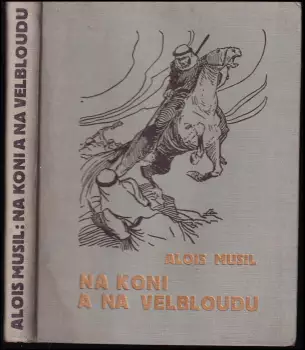 ALOIS MUSIL: NA KONI A NA VELBLOUDU
ALOIS MUSIL
NA KONI
A NA VELBLOUDU